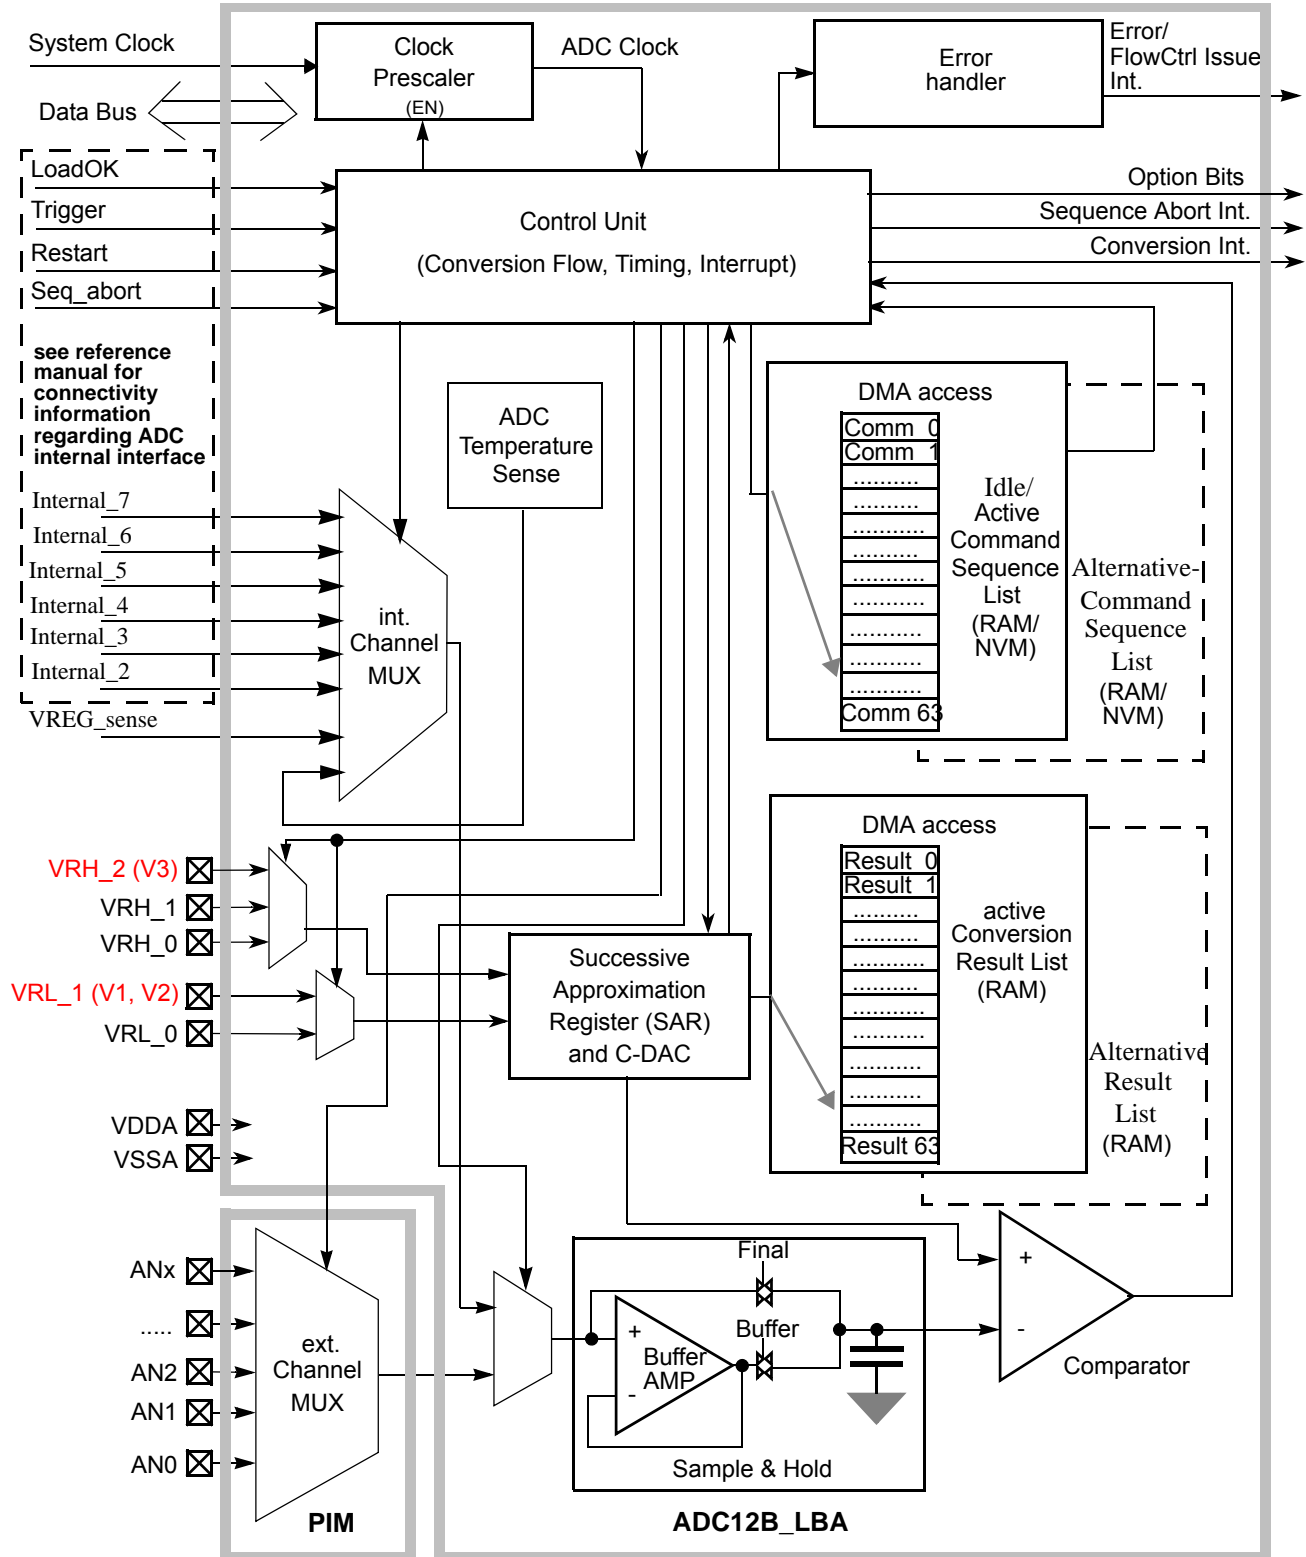 System Clock
Data Bus
Clock
Prescaler
(EN)
ADC Clock
Error
handler
Error/
FlowCtrl Issue
Int.
LoadOK
Trigger
Restart
Seq_abort
Control Unit
(Conversion Flow, Timing, Interrupt)
Option Bits
Sequence Abort Int.
Conversion Int.
see reference
manual for
connectivity
information
regarding ADC
internal interface
Internal_7
Internal_6
Internal_5
Internal_4
Internal_3
Internal_2
VREG_sense
ADC
Temperature
Sense
int.
Channel
MUX
DMA access
Comm 0
Comm 1
..........
..........
...........
..........
...........
...........
...........
...........
...........
Comm 63
Idle/
Active
Command
Sequence
List
(RAM/
NVM)
Alternative-
Command
Sequence
List
(RAM/
NVM)
VRH_2 (V3)
VRH_1
VRH_0
VRL_1 (V1, V2)
VRL_0
VDDA
VSSA
Successive
Approximation
Register (SAR)
and C-DAC
DMA access
Result 0
Result 1
..........
..........
...........
..........
...........
...........
...........
...........
...........
Result 63
active
Conversion
Result List
(RAM)
Alternative
Result
List
(RAM)
ANx
.....
AN2
AN1
AN0
ext.
Channel
MUX
PIM
Final
Buffer
+
-
Buffer
AMP
Sample & Hold
+
-
Comparator
ADC12B_LBA